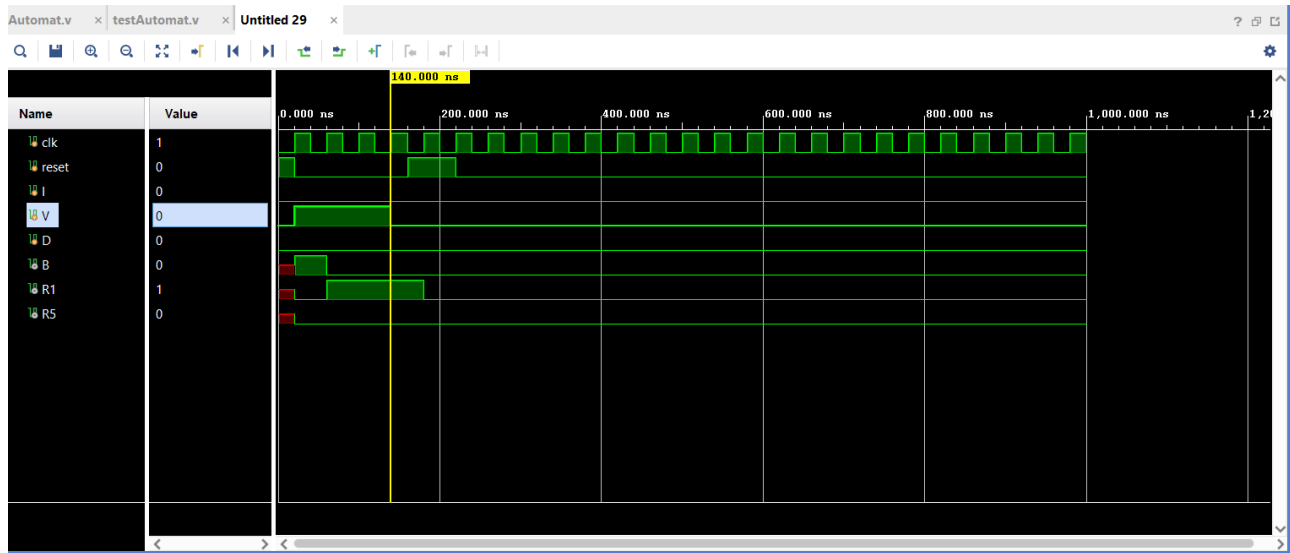 Automat.v × testAutomat.v × Untitled 29 ×
140.000 ns
Name Value
0.000 ns 200.000 ns 400.000 ns 600.000 ns 800.000 ns 1,000.000 ns
clk 1
reset 0
I 0
V 0
D 0
B 0
R1 1
R5 0